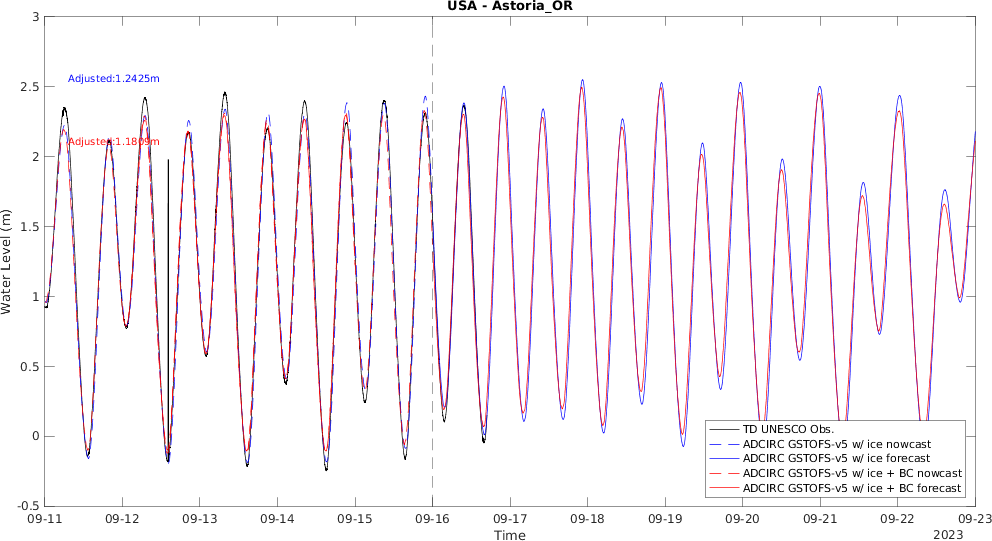 USA - Astoria_OR
3
2.5
2
1.5
1
0.5
0
-0.5
Water Level (m)
Adjusted:1.2425m
Adjusted:1.1809m
TD UNESCO Obs.
ADCIRC GSTOFS-v5 w/ ice nowcast
ADCIRC GSTOFS-v5 w/ ice forecast
ADCIRC GSTOFS-v5 w/ ice + BC nowcast
ADCIRC GSTOFS-v5 w/ ice + BC forecast
09-11 09-12 09-13 09-14 09-15 09-16 09-17 09-18 09-19 09-20 09-21 09-22 09-23
Time
2023